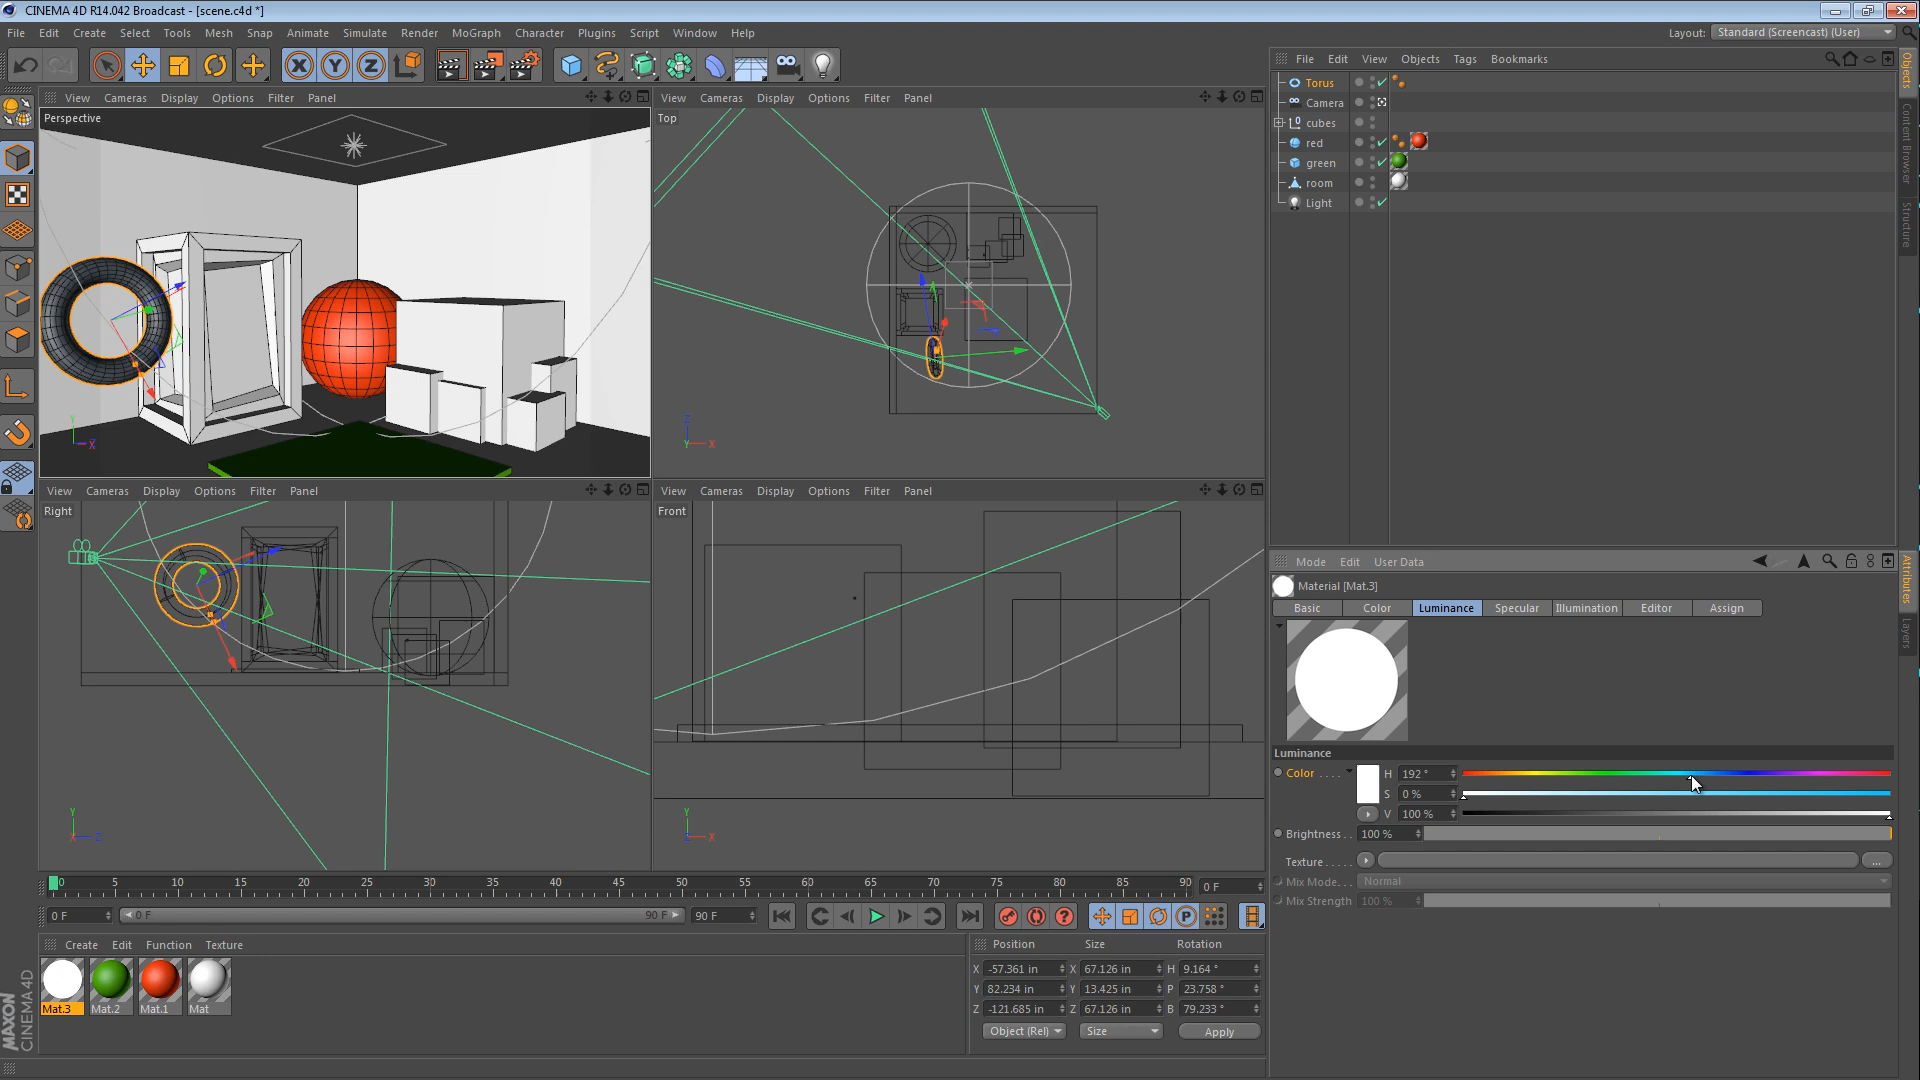 CINEMA 4D R14.042 Broadcast - [scene.c4d *]
File Edit Create Select Tools Mesh Snap Animate Simulate Render MoGraph Character Plugins Script Window Help
Layout: Standard (Screencast) (User)
File Edit View Objects Tags Bookmarks
View Cameras Display Options Filter Panel
Perspective
View Cameras Display Options Filter Panel
Top
Torus
Camera
cubes
red
green
room
Light
Objects
Content Browser
Structure
View Cameras Display Options Filter Panel
Right
View Cameras Display Options Filter Panel
Front
Mode Edit User Data
Material [Mat.3]
Basic Color Luminance Specular Illumination Editor Assign
Attributes
Layers
Luminance
Color .... H 192 °
S 0 %
V 100 %
Brightness .. 100 %
Texture ..... ...
Mix Mode... Normal
Mix Strength 100 %
0 5 10 15 20 25 30 35 40 45 50 55 60 65 70 75 80 85 90 0 F
0 F 0 F 90 F 90 F
Create Edit Function Texture
Mat.3 Mat.2 Mat.1 Mat
Position Size Rotation
X -57.361 in X 67.126 in H 9.164 °
Y 82.234 in Y 13.425 in P 23.758 °
Z -121.685 in Z 67.126 in B 79.233 °
Object (Rel) Size Apply
MAXON
CINEMA 4D